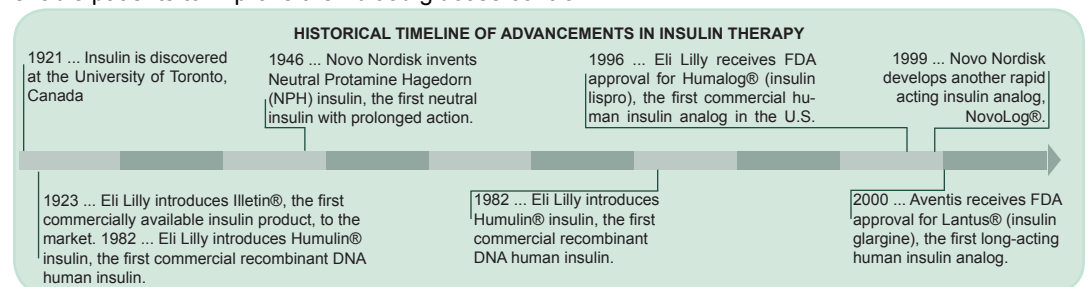 HISTORICAL TIMELINE OF ADVANCEMENTS IN INSULIN THERAPY
1921 ... Insulin is discovered
at the University of Toronto,
Canada
1946 ... Novo Nordisk invents
Neutral Protamine Hagedorn
(NPH) insulin, the first neutral
insulin with prolonged action.
1996 ... Eli Lilly receives FDA
approval for Humalog® (insulin
lispro), the first commercial hu-
man insulin analog in the U.S.
1999 ... Novo Nordisk
develops another rapid
acting insulin analog,
NovoLog®.
1923 ... Eli Lilly introduces Illetin®, the first
commercially available insulin product, to the
market. 1982 ... Eli Lilly introduces Humulin®
insulin, the first commercial recombinant DNA
human insulin.
1982 ... Eli Lilly introduces
Humulin® insulin, the first
commercial recombinant
DNA human insulin.
2000 ... Aventis receives FDA
approval for Lantus® (insulin
glargine), the first long-acting
human insulin analog.